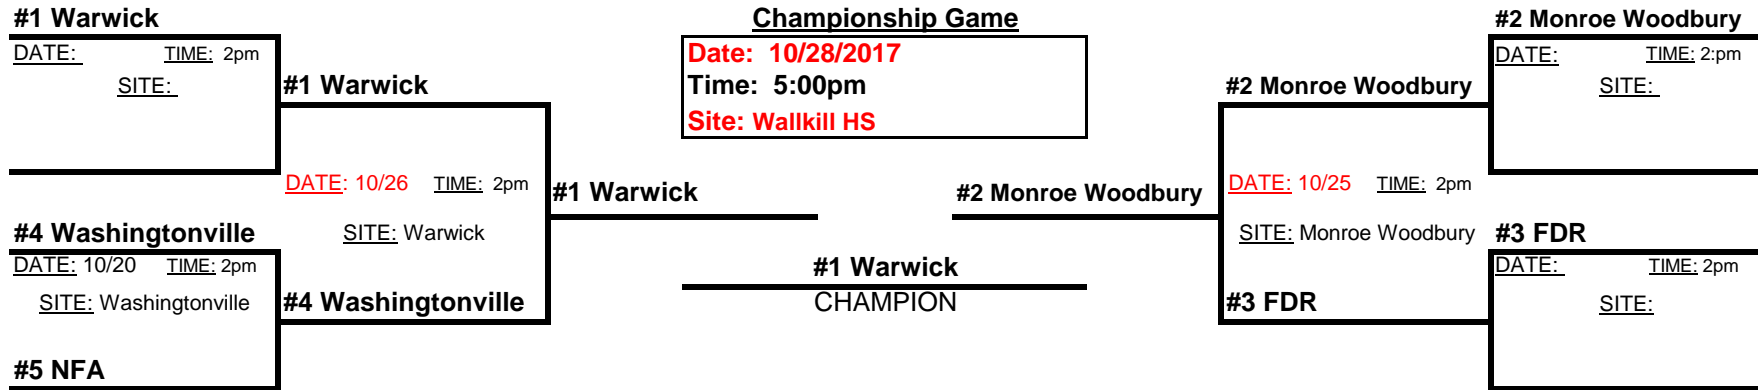 #1 Warwick
Championship Game
#2 Monroe Woodbury
DATE: TIME: 2pm
Date: 10/28/2017
DATE: TIME: 2:pm
SITE:
#1 Warwick
Time: 5:00pm
#2 Monroe Woodbury
SITE:
Site: Wallkill HS
DATE: 10/26 TIME: 2pm
#1 Warwick
#2 Monroe Woodbury
DATE: 10/25 TIME: 2pm
#4 Washingtonville
SITE: Warwick
SITE: Monroe Woodbury
#3 FDR
DATE: 10/20 TIME: 2pm
#1 Warwick
DATE: TIME: 2pm
SITE: Washingtonville
#4 Washingtonville
CHAMPION
#3 FDR
SITE:
#5 NFA